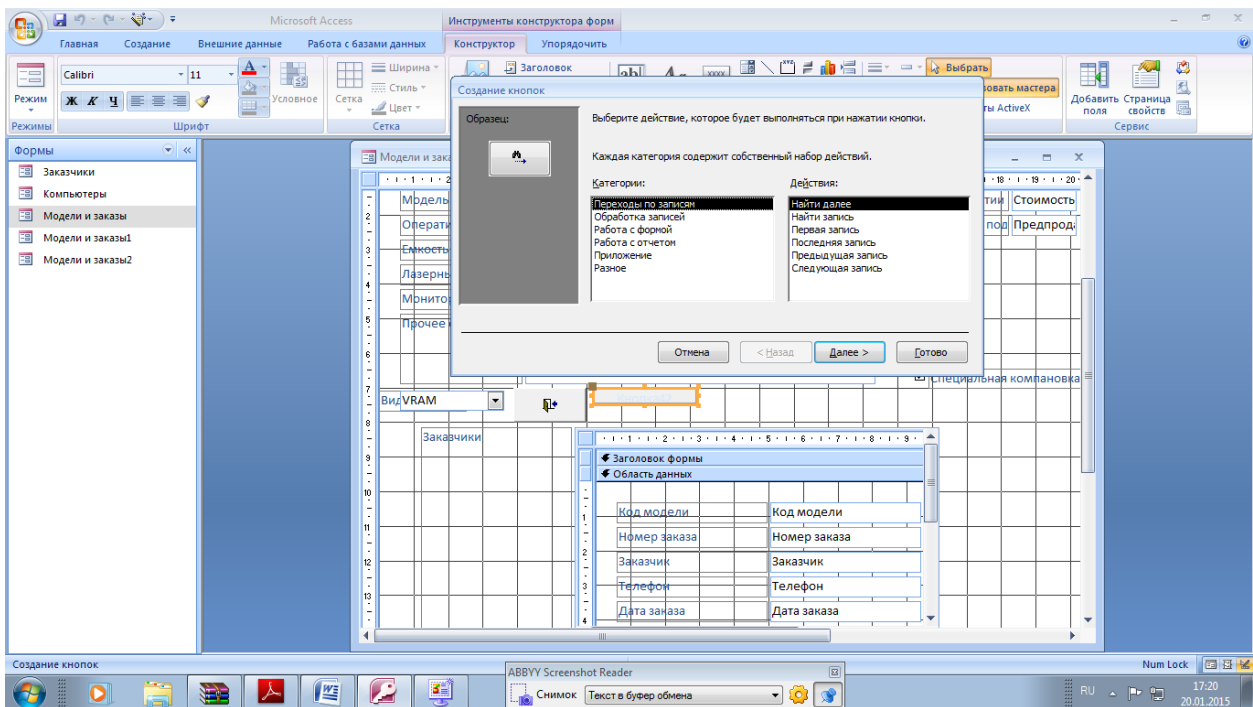 Microsoft Access
Инструменты конструктора форм
Главная Создание Внешние данные Работа с базами данных Конструктор Упорядочить
Calibri 11
Ж К Ч
Режим
Условное
Сетка
Ширина
Стиль
Цвет
Заголовок
Аа
Выбрать
зовать мастера
ты ActiveX
Добавить поля
Страница свойств
Режимы Шрифт Сетка Сервис
Создание кнопок
Образец:
Выберите действие, которое будет выполняться при нажатии кнопки.
Каждая категория содержит собственный набор действий.
Категории: Действия:
Переходы по записям
Обработка записей
Работа с формой
Работа с отчетом
Приложение
Разное
Найти далее
Найти запись
Первая запись
Последняя запись
Предыдущая запись
Следующая запись
Отмена < Назад Далее > Готово
Формы
Заказчики
Компьютеры
Модели и заказы
Модели и заказы1
Модели и заказы2
Модели и зака
Модель
Операти
Емкость
Лазерны
Монито
Прочее
тии Стоимость
под Предпрод
Специальная компановка
Вид VRAM
Заказчики
Заголовок формы
Область данных
Код модели Код модели
Номер заказа Номер заказа
Заказчик Заказчик
Телефон Телефон
Дата заказа Дата заказа
Создание кнопок
Num Lock
ABBYY Screenshot Reader
Снимок Текст в буфер обмена
RU
17:20
20.01.2015